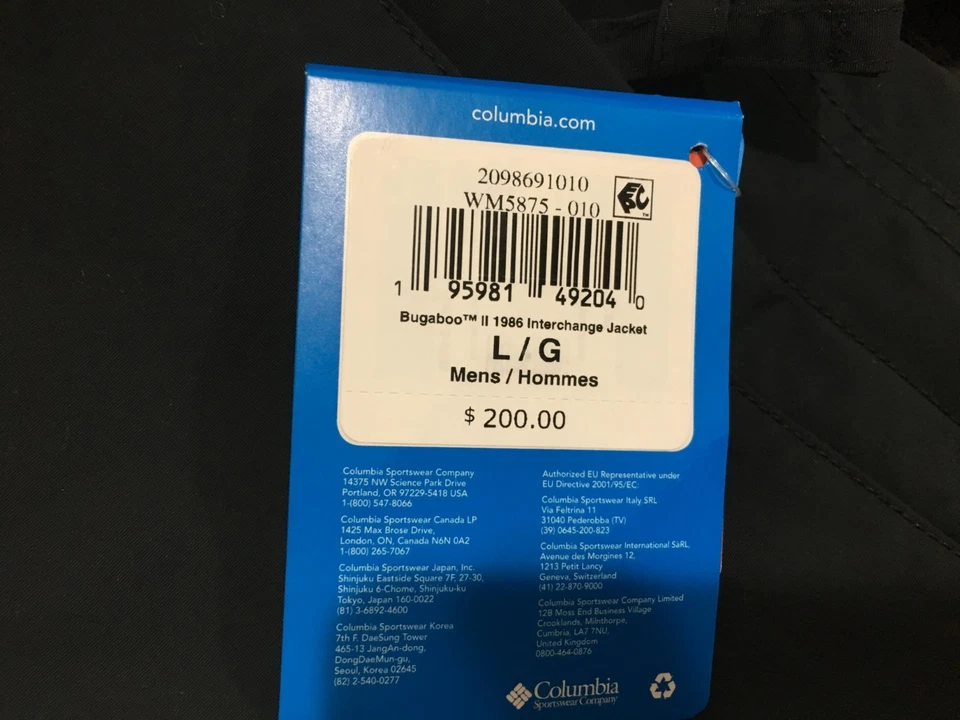 columbia.com
2098691010
WM5875 - 010
1 95981 49204 0
Bugaboo™ II 1986 Interchange Jacket
L / G
Mens / Hommes
$ 200.00
Columbia Sportswear Company
14375 NW Science Park Drive
Portland, OR 97229-5418 USA
1-(800) 547-8066
Columbia Sportswear Canada LP
1425 Max Brose Drive,
London, ON, Canada N6N 0A2
1-(800) 265-7067
Columbia Sportswear Japan, Inc.
Shinjuku Eastside Square 7F, 27-30,
Shinjuku 6-Chome, Shinjuku-ku
Tokyo, Japan 160-0022
(81) 3-6892-4600
Columbia Sportswear Korea
7th F. DaeSung Tower
465-13 JangAn-dong,
DongDaeMun-gu,
Seoul, Korea 02645
(82) 2-540-0277
Authorized EU Representative under
EU Directive 2001/95/EC:
Columbia Sportswear Italy SRL
Via Feltrina 11
31040 Pederobba (TV)
(39) 0645-200-823
Columbia Sportswear International SàRL,
Avenue des Morgines 12,
1213 Petit Lancy
Geneva, Switzerland
(41) 22-870-9000
Columbia Sportswear Company Limited
12B Moss End Business Village
Crooklands, Milnthorpe,
Cumbria, LA7 7NU,
United Kingdom
0800-464-0876
Columbia
Sportswear Company